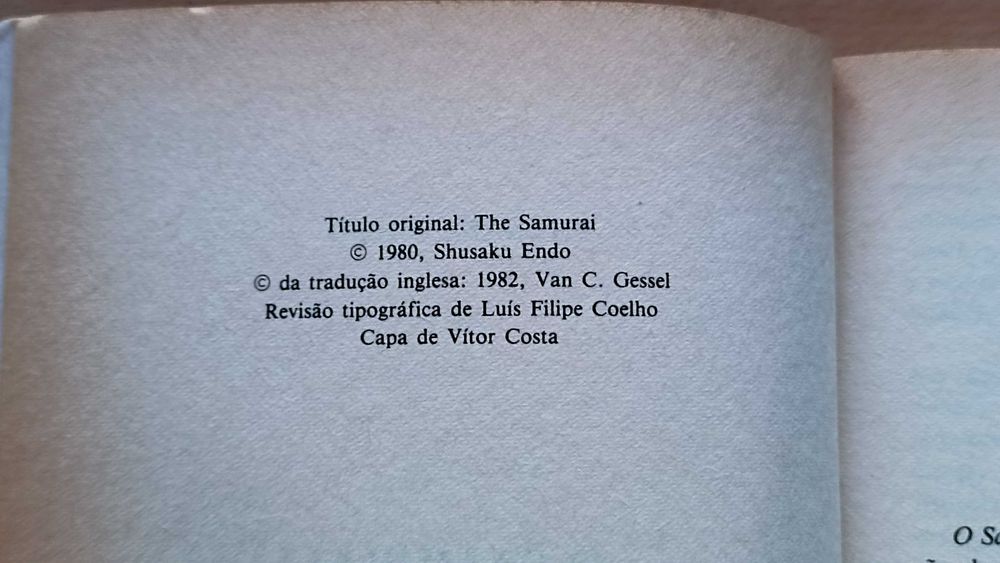 Título original: The Samurai
© 1980, Shusaku Endo
© da tradução inglesa: 1982, Van C. Gessel
Revisão tipográfica de Luís Filipe Coelho
Capa de Vítor Costa
O